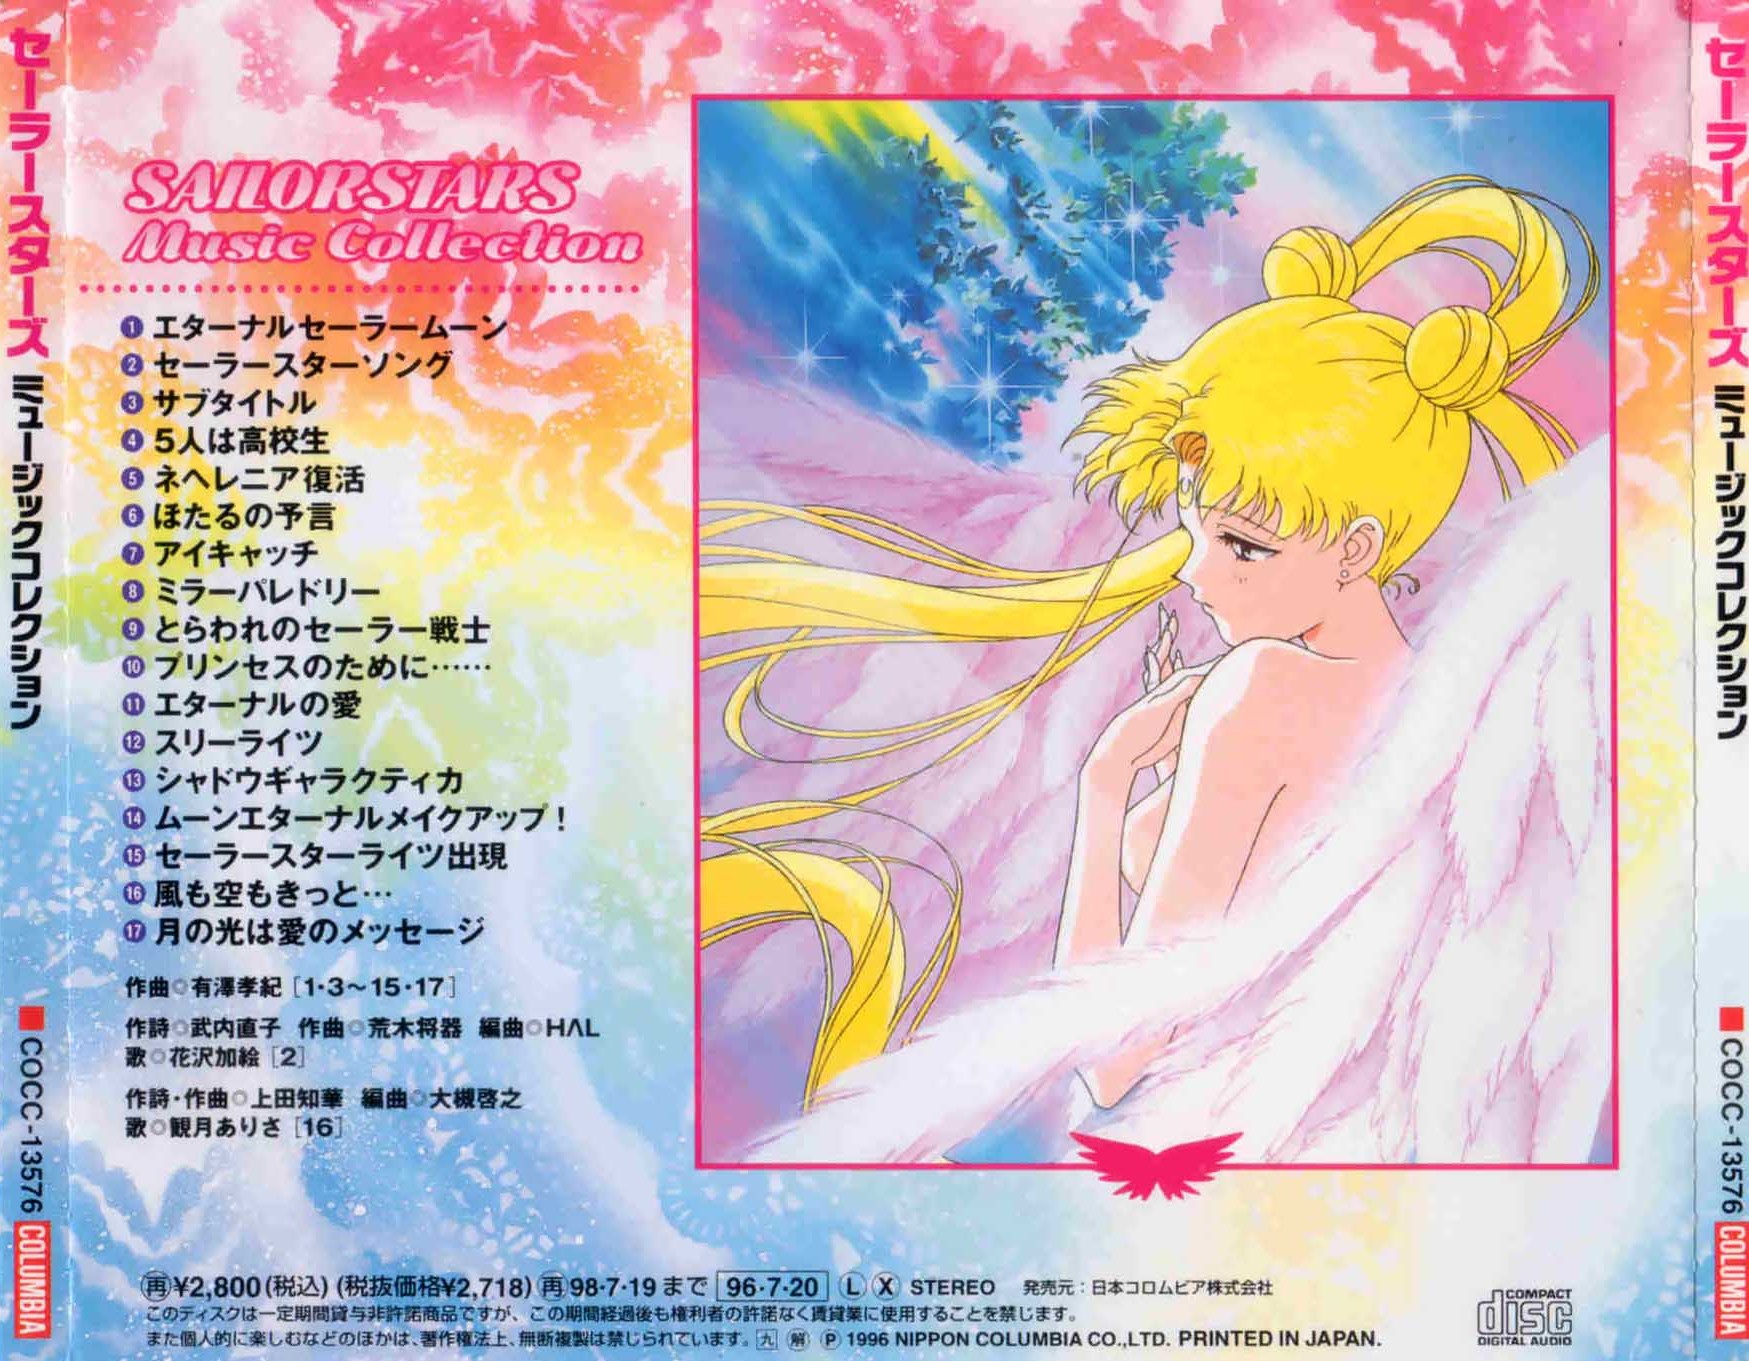 セーラースターズ ミュージックコレクション
■COCC-13576 COLUMBIA
SAILORSTARS
Music Collection
1 エターナルセーラームーン
2 セーラースターソング
3 サブタイトル
4 5人は高校生
5 ネヘレニア復活
6 ほたるの予言
7 アイキャッチ
8 ミラーパレドリー
9 とらわれのセーラー戦士
10 プリンセスのために……
11 エターナルの愛
12 スリーライツ
13 シャドウギャラクティカ
14 ムーンエターナルメイクアップ!
15 セーラースターライツ出現
16 風も空もきっと…
17 月の光は愛のメッセージ
作曲◎有澤孝紀［1・3～15・17］
作詩◎武内直子 作曲◎荒木将器 編曲◎HΛL
歌◎花沢加絵［2］
作詩・作曲◎上田知華 編曲◎大槻啓之
歌◎観月ありさ［16］
再¥2,800(税込)(税抜価格¥2,718)再98・7・19まで 96・7・20 L X STEREO 発売元：日本コロムビア株式会社
このディスクは一定期間貸与非許諾商品ですが、この期間経過後も権利者の許諾なく賃貸業に使用することを禁じます。
また個人的に楽しむなどのほかは、著作権法上、無断複製は禁じられています。九 解 Ⓟ 1996 NIPPON COLUMBIA CO.,LTD. PRINTED IN JAPAN.
COMPACT
disc
DIGITAL AUDIO
セーラースターズ ミュージックコレクション
■COCC-13576 COLUMBIA